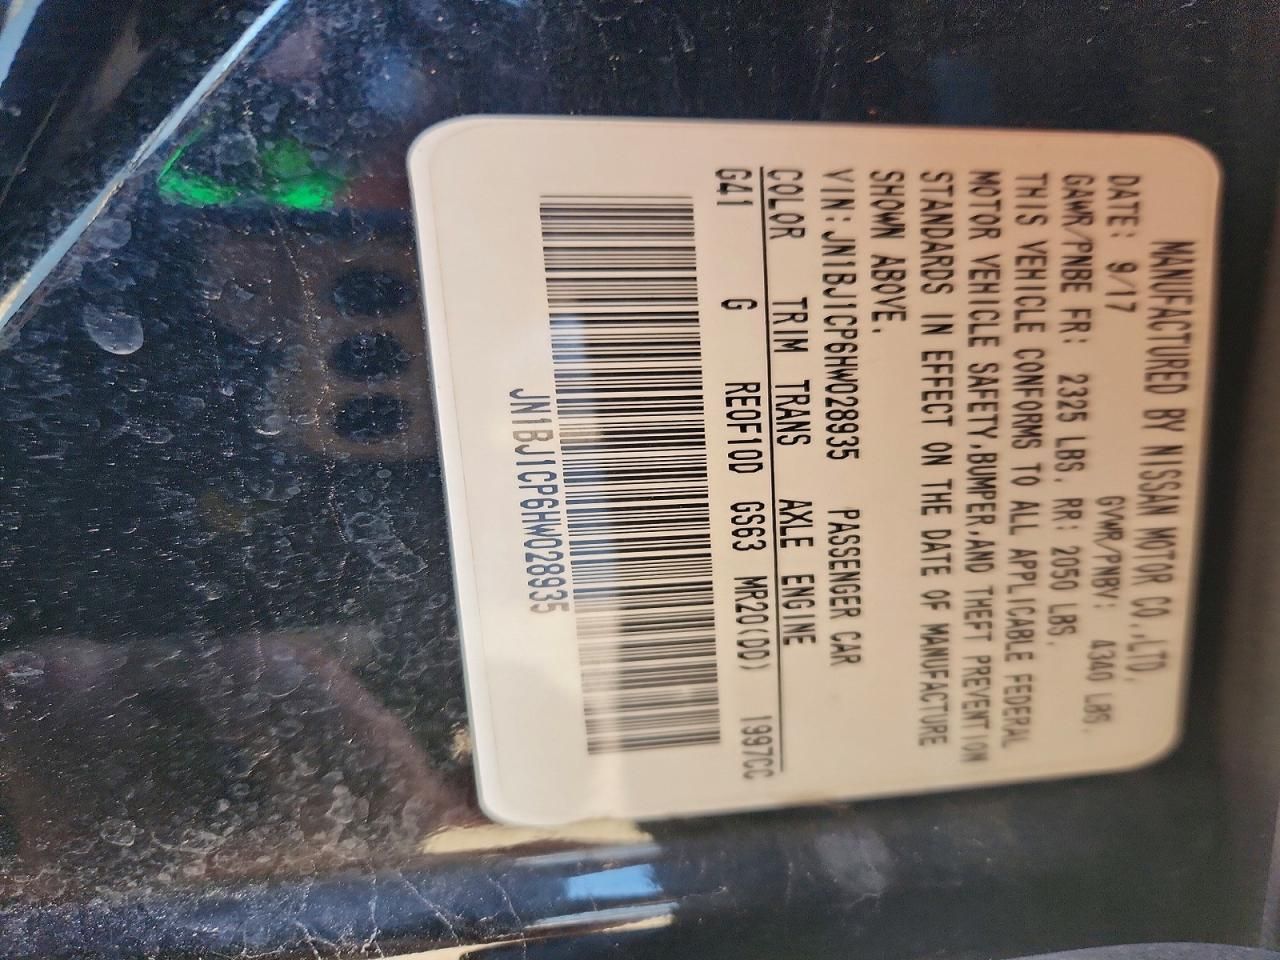 MANUFACTURED BY NISSAN MOTOR CO.,LTD.
DATE: 9/17 GVWR/PNBV: 4340 LBS.
GAWR/PNBE FR: 2325 LBS. RR: 2050 LBS.
THIS VEHICLE CONFORMS TO ALL APPLICABLE FEDERAL
MOTOR VEHICLE SAFETY,BUMPER,AND THEFT PREVENTION
STANDARDS IN EFFECT ON THE DATE OF MANUFACTURE
SHOWN ABOVE.
VIN:JN1BJ1CP6HW028935 PASSENGER CAR
COLOR TRIM TRANS AXLE ENGINE
G41 G RE0F10D GS63 MR20(DD) 1997CC
JN1BJ1CP6HW028935